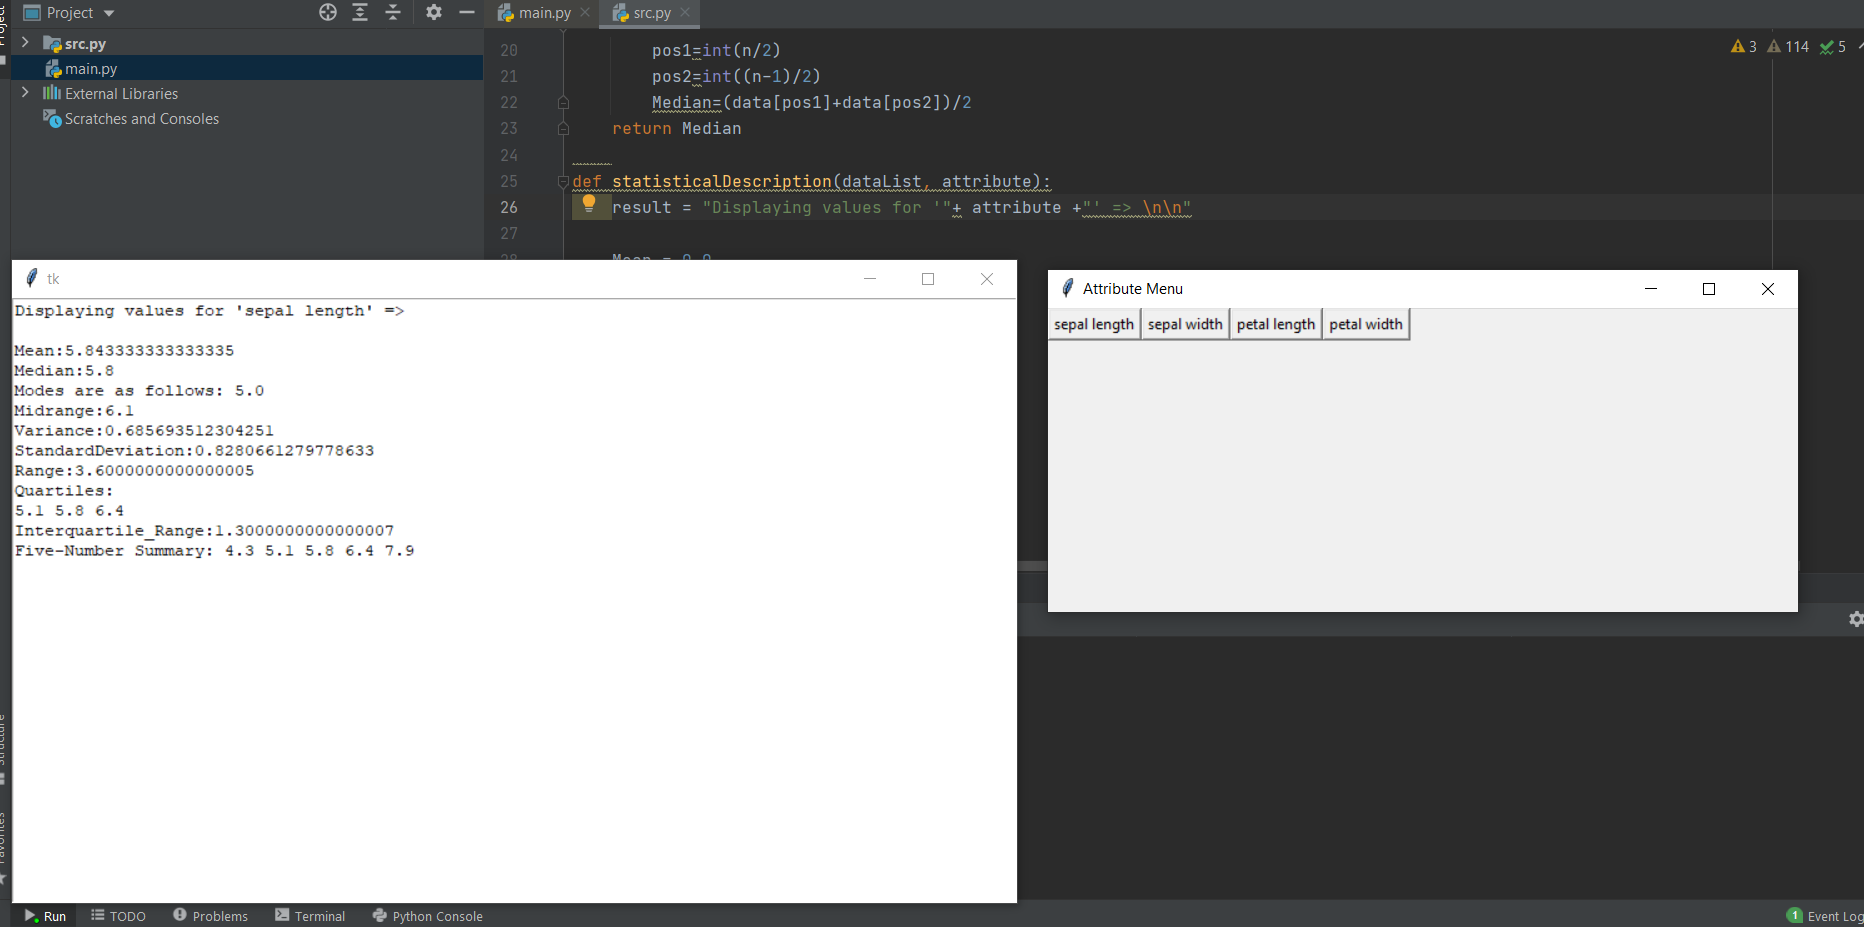 Project
main.py
src.py
src.py
main.py
External Libraries
Scratches and Consoles
3 114 5
20 pos1=int(n/2)
21 pos2=int((n-1)/2)
22 Median=(data[pos1]+data[pos2])/2
23 return Median
24
25 def statisticalDescription(dataList, attribute):
26 result = "Displaying values for '"+ attribute +"' => \n\n"
27
tk
Displaying values for 'sepal length' =>
Mean:5.843333333333335
Median:5.8
Modes are as follows: 5.0
Midrange:6.1
Variance:0.685693512304251
StandardDeviation:0.8280661279778633
Range:3.6000000000000005
Quartiles:
5.1 5.8 6.4
Interquartile_Range:1.3000000000000007
Five-Number Summary: 4.3 5.1 5.8 6.4 7.9
Attribute Menu
sepal length sepal width petal length petal width
Structure
Favorites
Run TODO Problems Terminal Python Console
1 Event Log